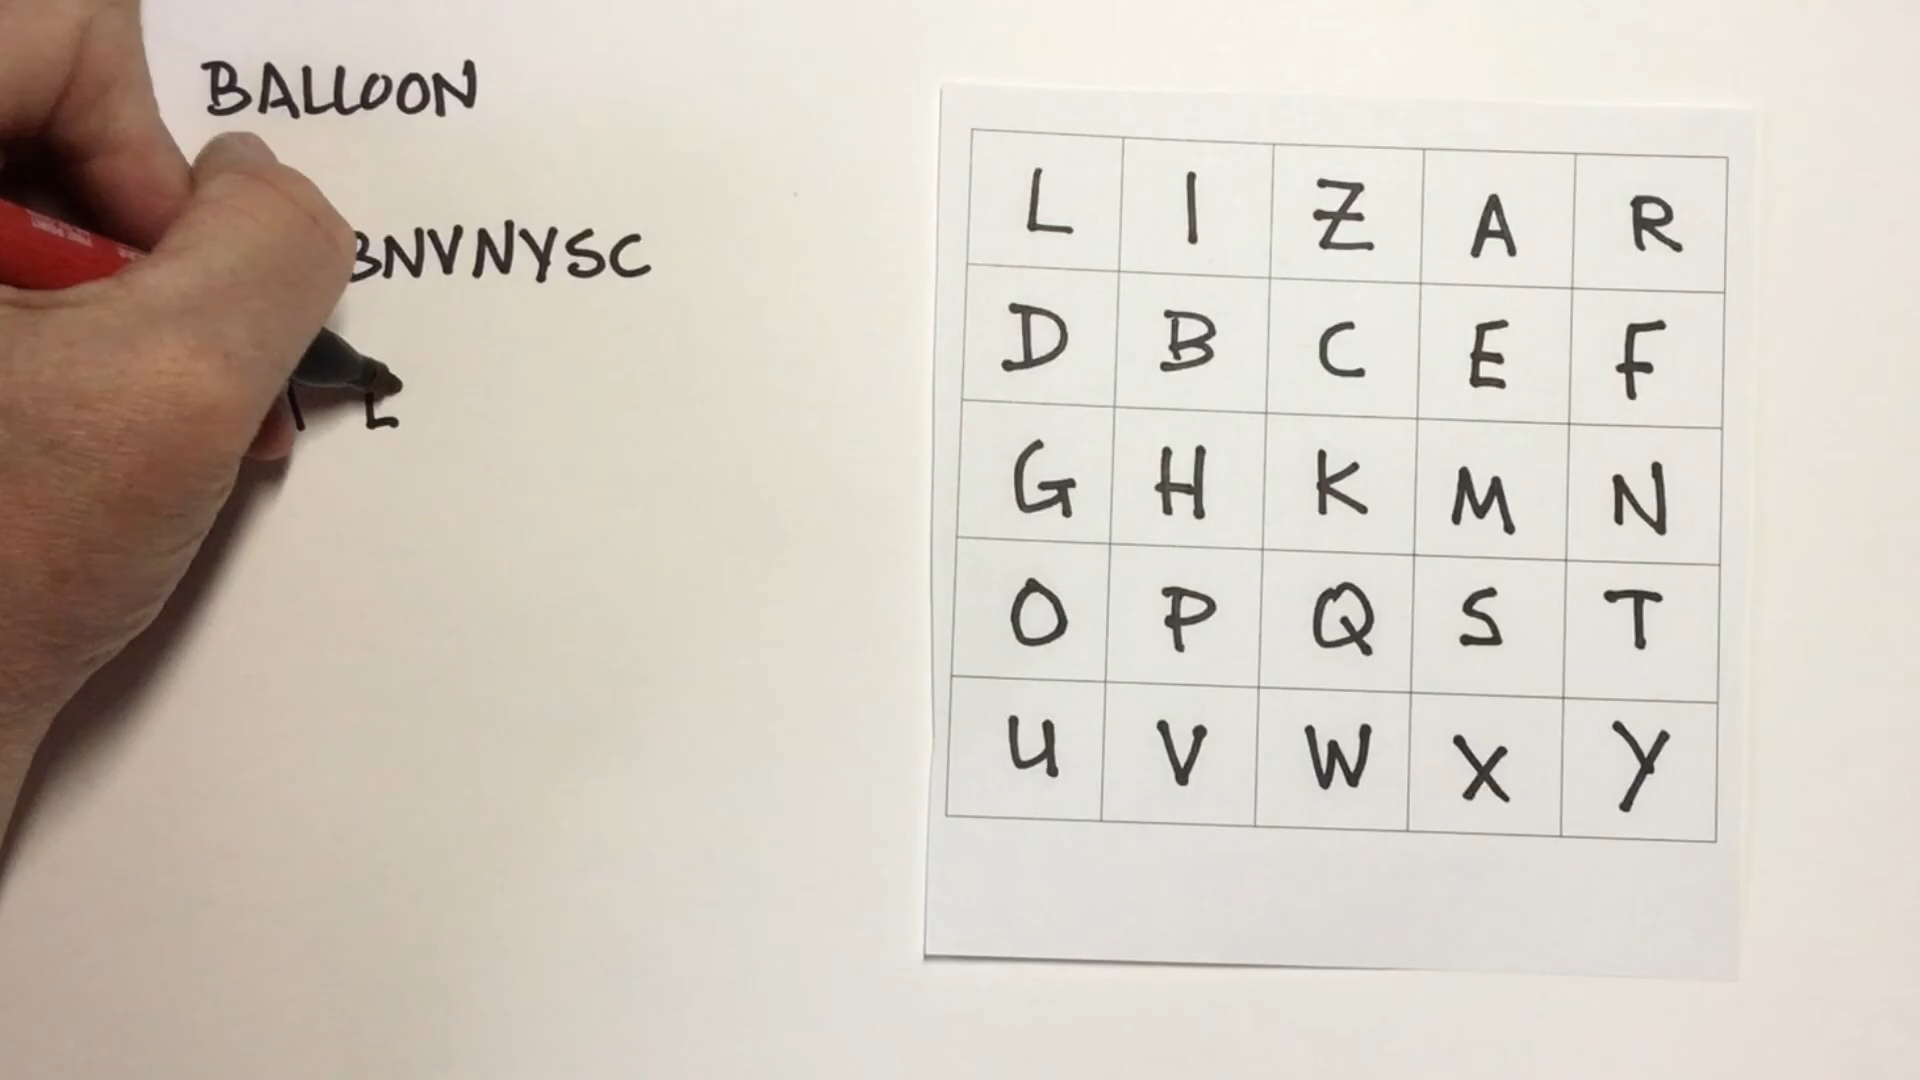 BALLOON
BNVNYSC
L
L I Z A R
D B C E F
G H K M N
O P Q S T
U V W X Y